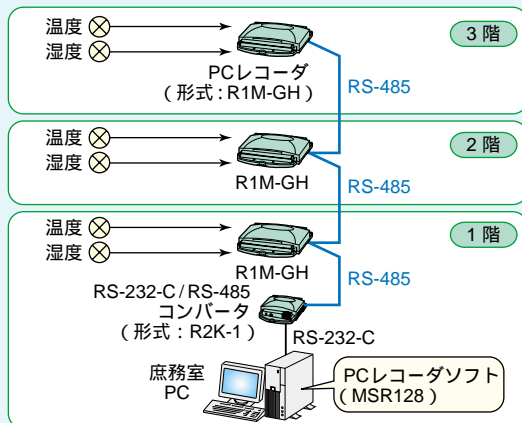 温度
湿度
3 階
PCレコーダ
(形式:R1M-GH)
RS-485
温度
湿度
2 階
R1M-GH
RS-485
温度
湿度
1 階
R1M-GH
RS-485
RS-232-C/RS-485
コンバータ
(形式:R2K-1)
RS-232-C
庶務室
PC
PCレコーダソフト
(MSR128)